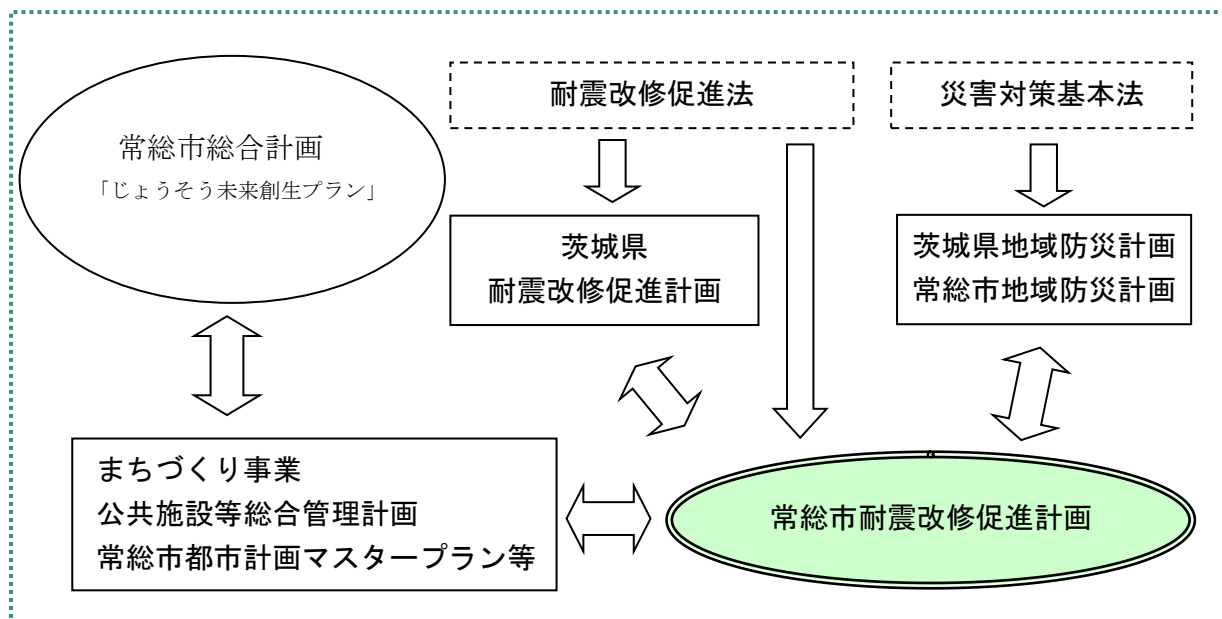 常総市総合計画
「じょうそう未来創生プラン」
耐震改修促進法
災害対策基本法
茨城県
耐震改修促進計画
茨城県地域防災計画
常総市地域防災計画
まちづくり事業
公共施設等総合管理計画
常総市都市計画マスタープラン等
常総市耐震改修促進計画